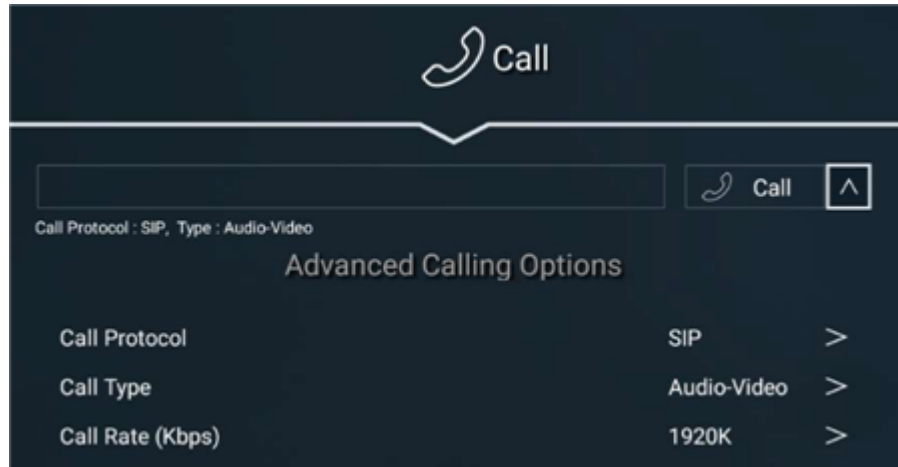 Call
Call
Call Protocol : SIP, Type : Audio-Video
Advanced Calling Options
Call Protocol SIP >
Call Type Audio-Video >
Call Rate (Kbps) 1920K >